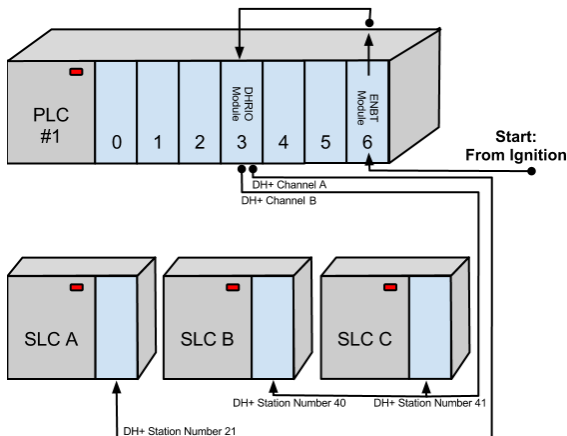 PLC
#1
DHRIO
Module
ENBT
Module
0
1
2
3
4
5
6
Start:
From Ignition
DH+ Channel A
DH+ Channel B
SLC A
SLC B
SLC C
DH+ Station Number 40
DH+ Station Number 41
DH+ Station Number 21